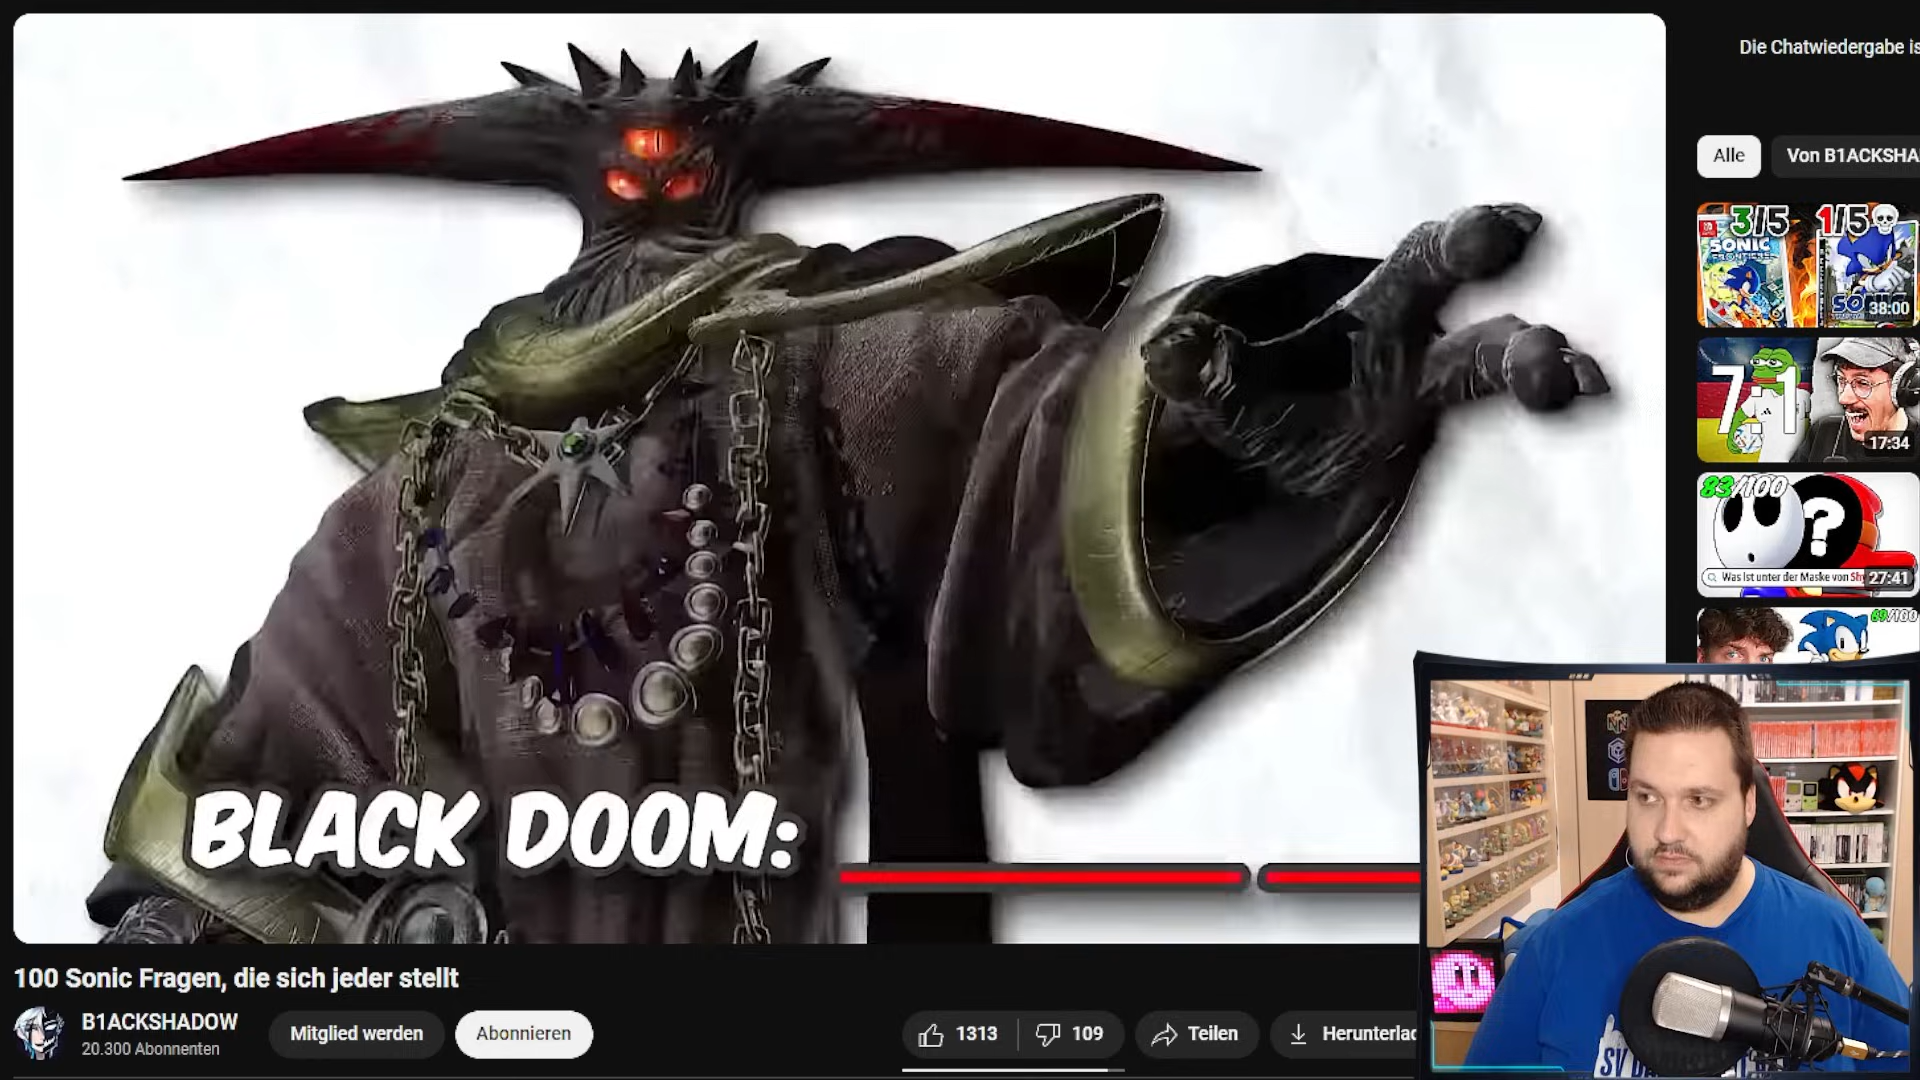 BLACK DOOM:
100 Sonic Fragen, die sich jeder stellt
B1ACKSHADOW
20.300 Abonnenten
Mitglied werden
Abonnieren
1313
109
Teilen
Herunterlad
Die Chatwiedergabe is
Alle
Von B1ACKSHA
3/5
1/5
SONIC
FRONTIERS
SONIC
38:00
7:1
17:34
83/100
?
Was ist unter der Maske von Sh
27:41
69/100